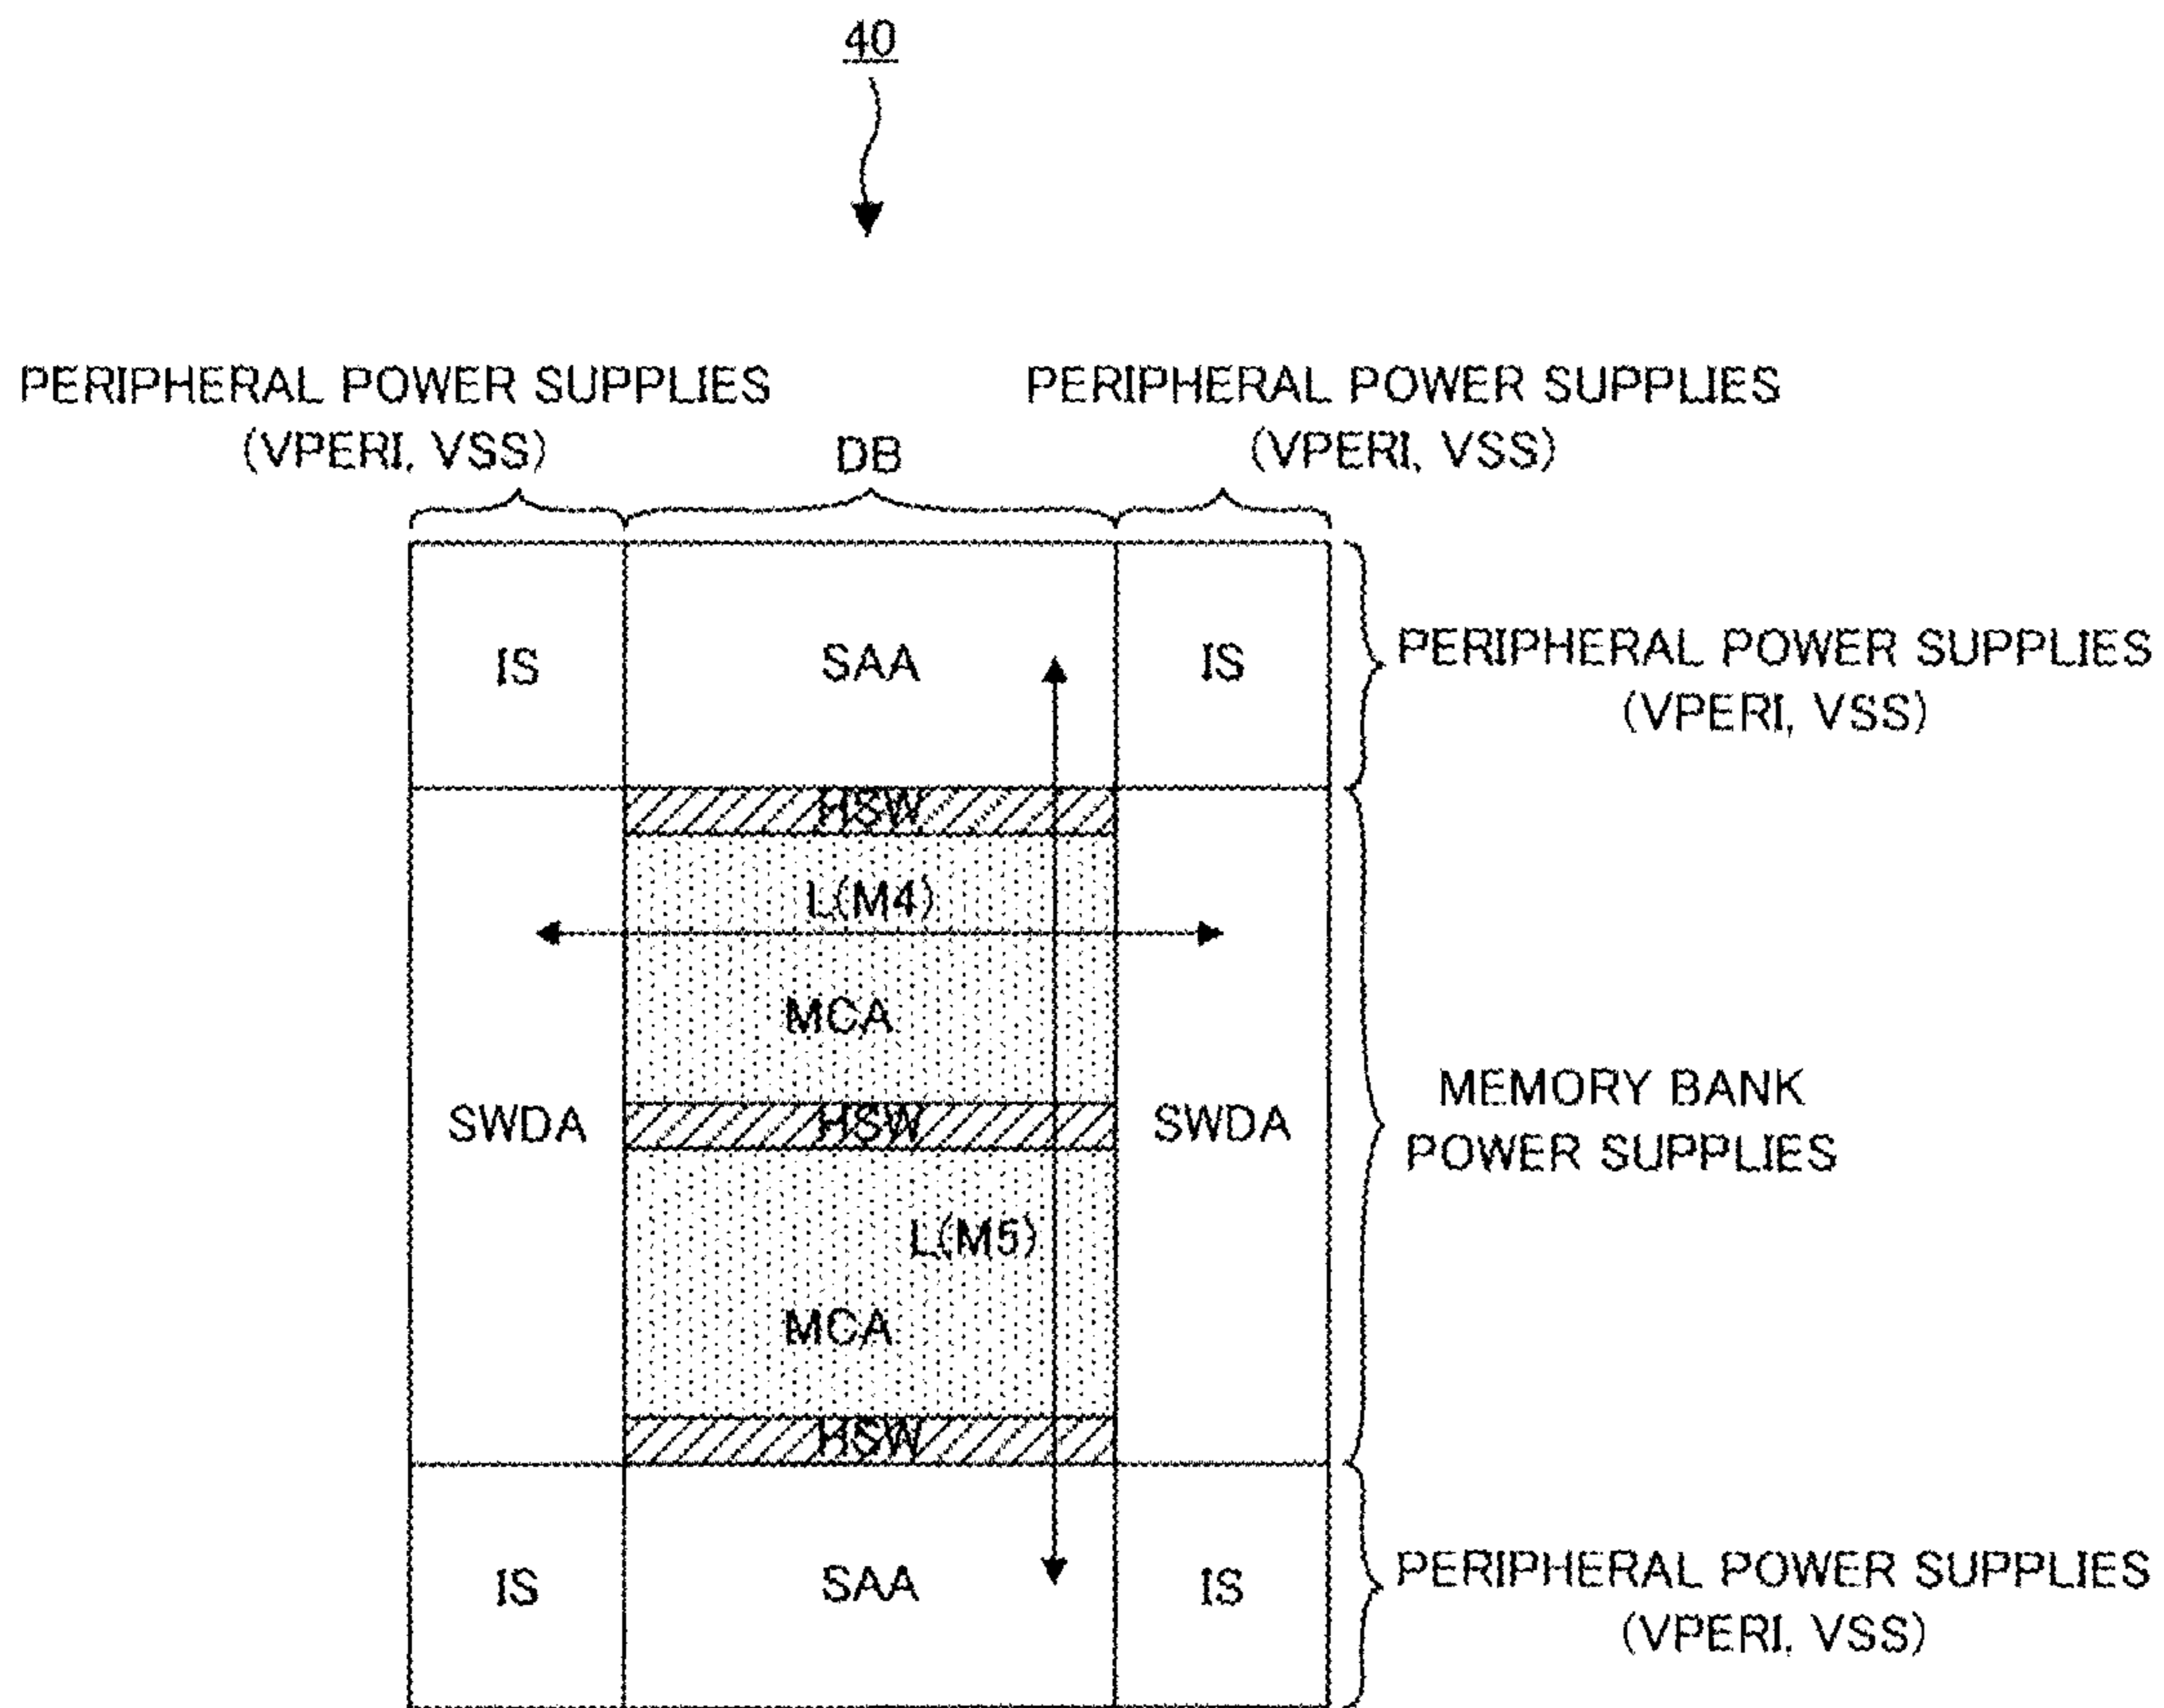 40
PERIPHERAL POWER SUPPLIES
(VPERI, VSS)
DB
PERIPHERAL POWER SUPPLIES
(VPERI, VSS)
IS
SAA
IS
PERIPHERAL POWER SUPPLIES
(VPERI, VSS)
HSW
L(M4)
MCA
SWDA
HSW
SWDA
MEMORY BANK
POWER SUPPLIES
L(M5)
MCA
HSW
IS
SAA
IS
PERIPHERAL POWER SUPPLIES
(VPERI, VSS)